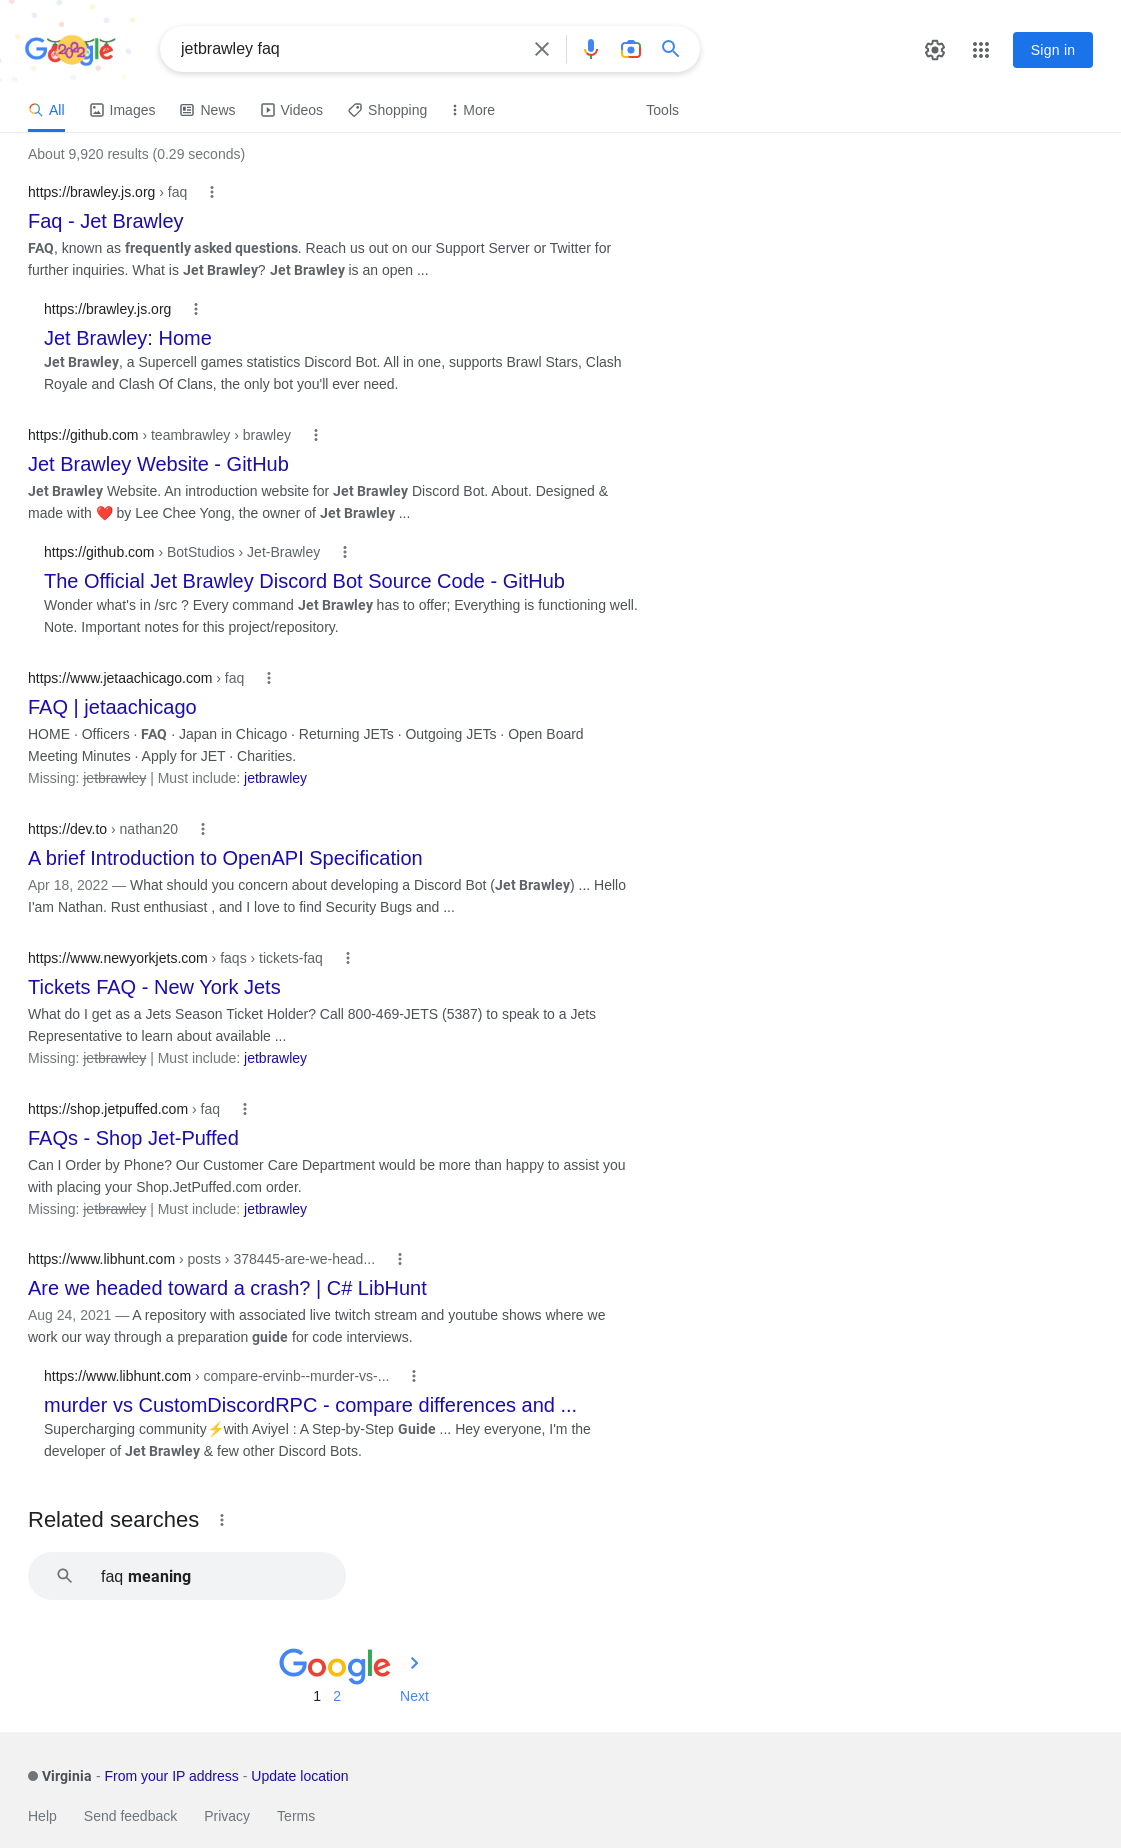 jetbrawley faq
Sign in
All Images News Videos Shopping More Tools
About 9,920 results (0.29 seconds)
https://brawley.js.org › faq
Faq - Jet Brawley
FAQ, known as frequently asked questions. Reach us out on our Support Server or Twitter for
further inquiries. What is Jet Brawley? Jet Brawley is an open ...
https://brawley.js.org
Jet Brawley: Home
Jet Brawley, a Supercell games statistics Discord Bot. All in one, supports Brawl Stars, Clash
Royale and Clash Of Clans, the only bot you'll ever need.
https://github.com › teambrawley › brawley
Jet Brawley Website - GitHub
Jet Brawley Website. An introduction website for Jet Brawley Discord Bot. About. Designed &
made with ❤️ by Lee Chee Yong, the owner of Jet Brawley ...
https://github.com › BotStudios › Jet-Brawley
The Official Jet Brawley Discord Bot Source Code - GitHub
Wonder what's in /src ? Every command Jet Brawley has to offer; Everything is functioning well.
Note. Important notes for this project/repository.
https://www.jetaachicago.com › faq
FAQ | jetaachicago
HOME · Officers · FAQ · Japan in Chicago · Returning JETs · Outgoing JETs · Open Board
Meeting Minutes · Apply for JET · Charities.
Missing: jetbrawley | Must include: jetbrawley
https://dev.to › nathan20
A brief Introduction to OpenAPI Specification
Apr 18, 2022 — What should you concern about developing a Discord Bot (Jet Brawley) ... Hello
I'am Nathan. Rust enthusiast , and I love to find Security Bugs and ...
https://www.newyorkjets.com › faqs › tickets-faq
Tickets FAQ - New York Jets
What do I get as a Jets Season Ticket Holder? Call 800-469-JETS (5387) to speak to a Jets
Representative to learn about available ...
Missing: jetbrawley | Must include: jetbrawley
https://shop.jetpuffed.com › faq
FAQs - Shop Jet-Puffed
Can I Order by Phone? Our Customer Care Department would be more than happy to assist you
with placing your Shop.JetPuffed.com order.
Missing: jetbrawley | Must include: jetbrawley
https://www.libhunt.com › posts › 378445-are-we-head...
Are we headed toward a crash? | C# LibHunt
Aug 24, 2021 — A repository with associated live twitch stream and youtube shows where we
work our way through a preparation guide for code interviews.
https://www.libhunt.com › compare-ervinb--murder-vs-...
murder vs CustomDiscordRPC - compare differences and ...
Supercharging community⚡with Aviyel : A Step-by-Step Guide ... Hey everyone, I'm the
developer of Jet Brawley & few other Discord Bots.
Related searches
faq meaning
Google
1 2 Next
Virginia - From your IP address - Update location
Help Send feedback Privacy Terms